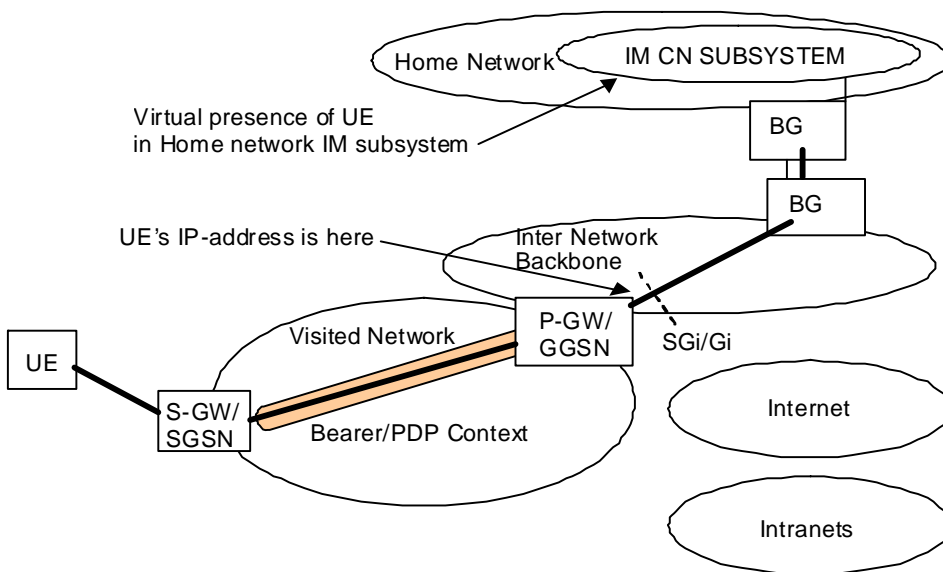 Home Network
IM CN SUBSYSTEM
Virtual presence of UE
in Home network IM subsystem
BG
BG
UE's IP-address is here
Inter Network
Backbone
Visited Network
P-GW/
GGSN
SGi/Gi
UE
S-GW/
SGSN
Bearer/PDP Context
Internet
Intranets